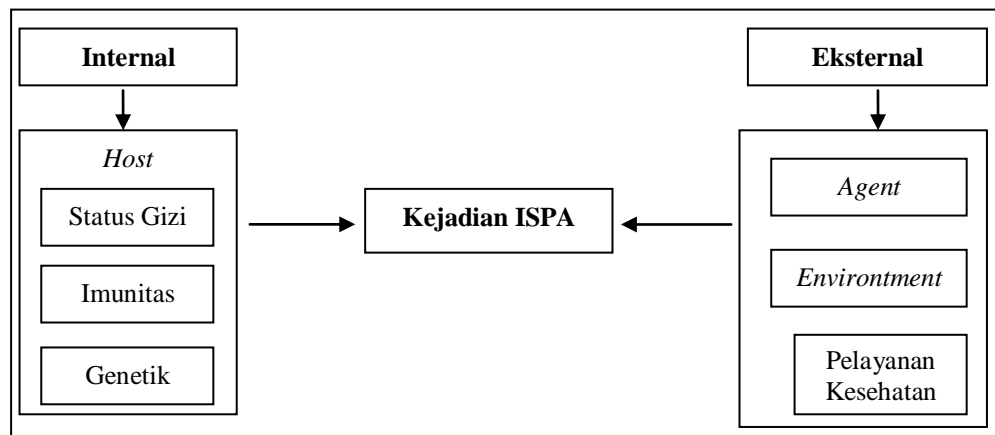 Internal
Eksternal
Host
Status Gizi
Imunitas
Genetik
Kejadian ISPA
Agent
Environtment
Pelayanan
Kesehatan